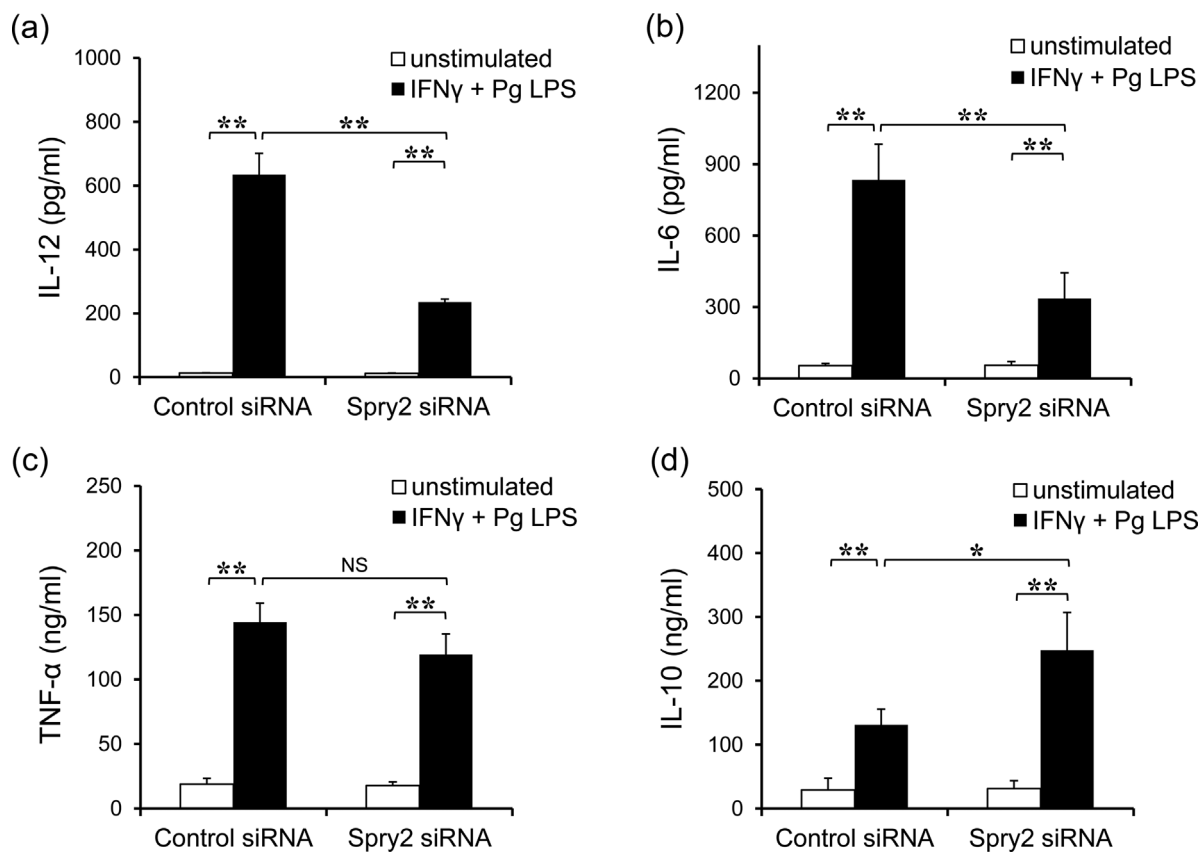 (a)
IL-12 (pg/ml)
1000
800
600
400
200
0
unstimulated
IFNγ + Pg LPS
**
**
**
Control siRNA
Spry2 siRNA
(b)
IL-6 (pg/ml)
1200
900
600
300
0
unstimulated
IFNγ + Pg LPS
**
**
**
Control siRNA
Spry2 siRNA
(c)
TNF-α (ng/ml)
250
200
150
100
50
0
unstimulated
IFNγ + Pg LPS
**
NS
**
Control siRNA
Spry2 siRNA
(d)
IL-10 (ng/ml)
500
400
300
200
100
0
unstimulated
IFNγ + Pg LPS
**
*
**
Control siRNA
Spry2 siRNA